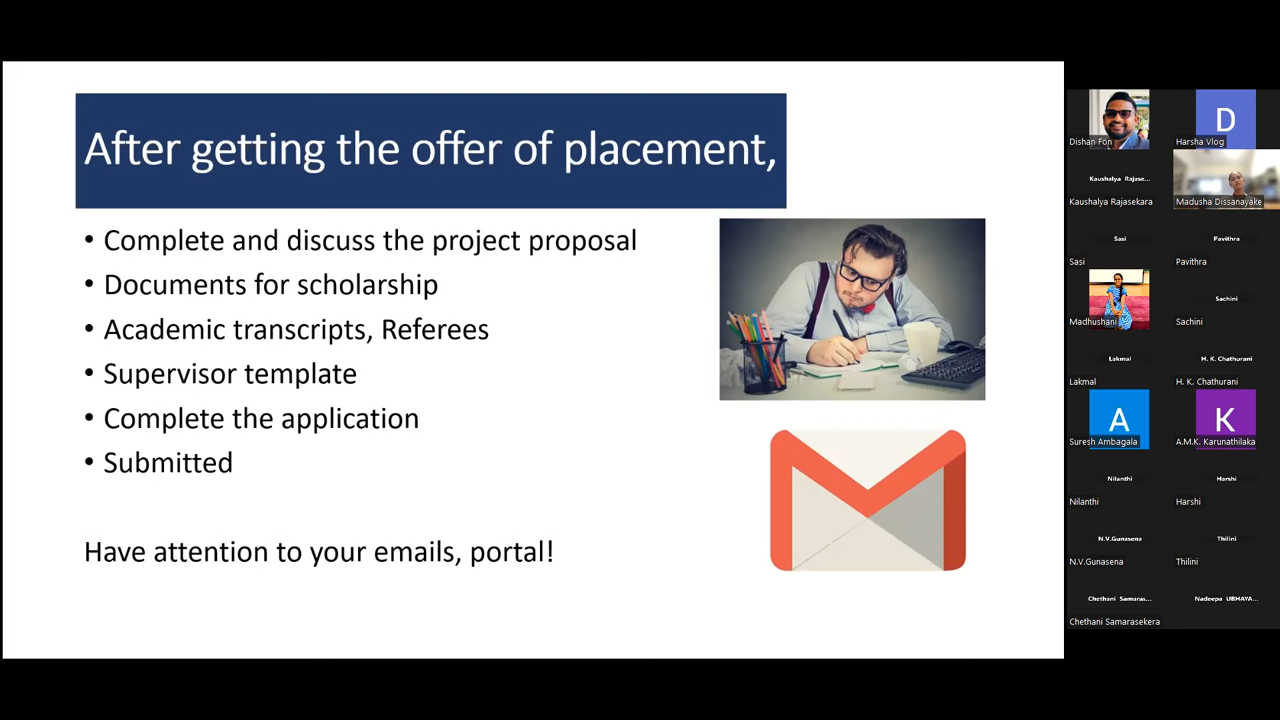 After getting the offer of placement,
• Complete and discuss the project proposal
• Documents for scholarship
• Academic transcripts, Referees
• Supervisor template
• Complete the application
• Submitted
Have attention to your emails, portal!
Dishan Fon
D
Harsha Vlog
Kaushalya Rajase...
Kaushalya Rajasekara
Madusha Dissanayake
Sasi
Sasi
Pavithra
Pavithra
Madhushani
Sachini
Sachini
Lakmal
Lakmal
H. K. Chathurani
H. K. Chathurani
A
Suresh Ambagala
K
A.M.K. Karunathilaka
Nilanthi
Nilanthi
Harshi
Harshi
N.V.Gunasena
N.V.Gunasena
Thilini
Thilini
Chethani Samaras...
Chethani Samarasekera
Nadeepa UBHAYA...